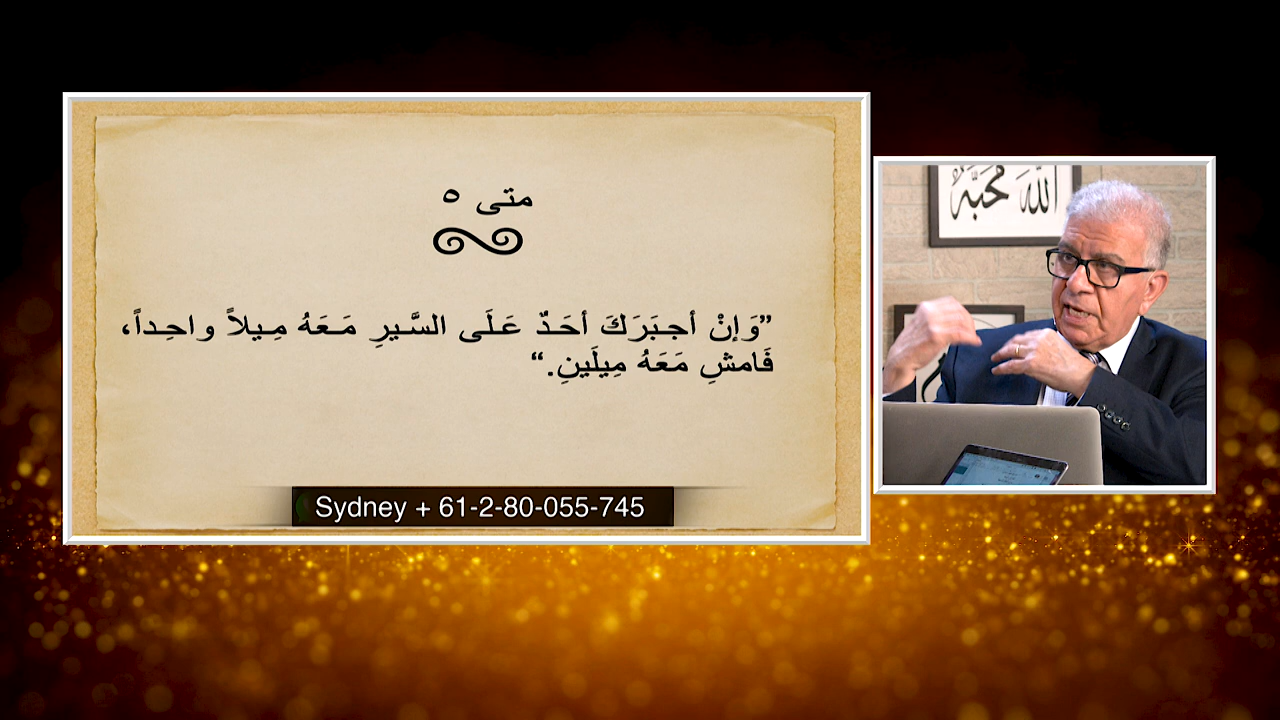 متى ٥
”وَإنْ أجبَرَكَ أحَدٌ عَلَى السَّيرِ مَعَهُ مِيلاً واحِداً،
فَامشِ مَعَهُ مِيلَينِ.“
Sydney + 61-2-80-055-745
الله محبة